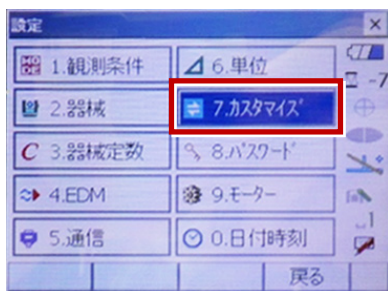 設定
1.観測条件
2.器械
3.器械定数
4.EDM
5.通信
6.単位
7.ｶｽﾀﾏｲｽﾞ
8.ﾊﾟｽﾜｰﾄﾞ
9.ﾓｰﾀｰ
0.日付時刻
-7
戻る